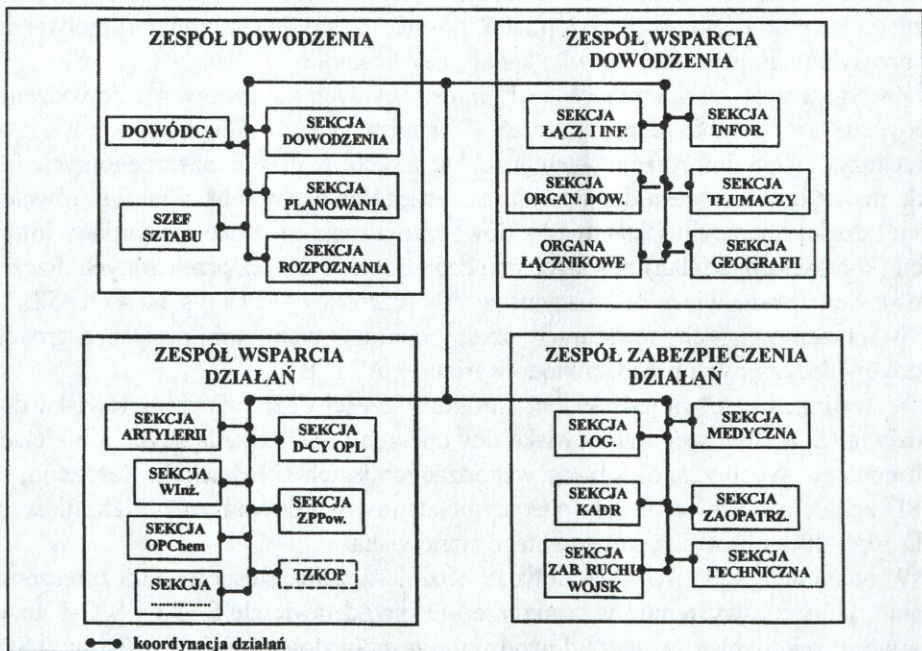 ZESPÓŁ DOWODZENIA
DOWÓDCA
SEKCJA
DOWODZENIA
SEKCJA
PLANOWANIA
SZEF
SZTABU
SEKCJA
ROZPOZNANIA
ZESPÓŁ WSPARCIA
DOWODZENIA
SEKCJA
ŁĄCZ. I INF.
SEKCJA
INFOR.
SEKCJA
ORGAN DOW.
SEKCJA
TŁUMACZY
ORGANA
ŁĄCZNIKOWE
SEKCJA
GEOGRAFII
ZESPÓŁ WSPARCIA
DZIAŁAŃ
SEKCJA
ARTYLERII
SEKCJA
D-CY OPL
SEKCJA
WInż.
SEKCJA
ZPPow.
SEKCJA
OPChem
SEKCJA
TZKOP
ZESPÓŁ ZABEZPIECZENIA
DZIAŁAŃ
SEKCJA
LOG.
SEKCJA
MEDYCZNA
SEKCJA
KADR
SEKCJA
ZAOPATRZ.
SEKCJA
ZAB. RUCHU
WOJSK
SEKCJA
TECHNICZNA
koordynacja działań